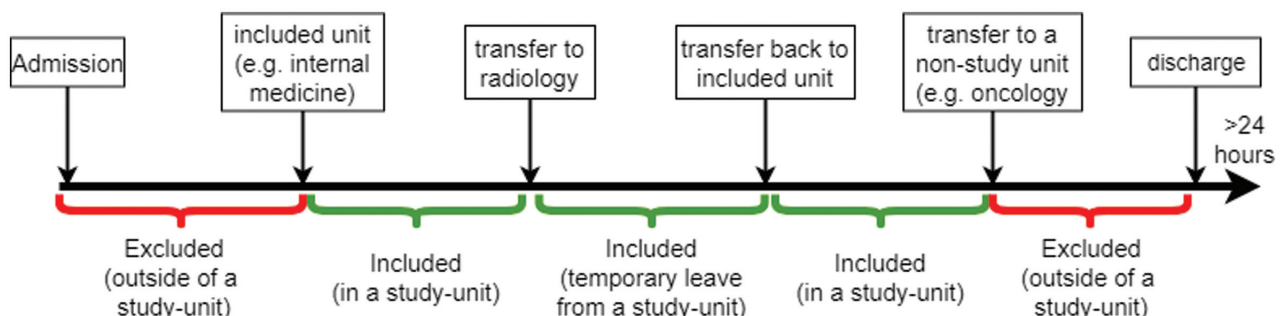 Admission
included unit
(e.g. internal
medicine)
transfer to
radiology
transfer back to
included unit
transfer to a
non-study unit
(e.g. oncology
discharge
>24
hours
Excluded
(outside of a
study-unit)
Included
(in a study-unit)
Included
(temporary leave
from a study-unit)
Included
(in a study-unit)
Excluded
(outside of a
study-unit)